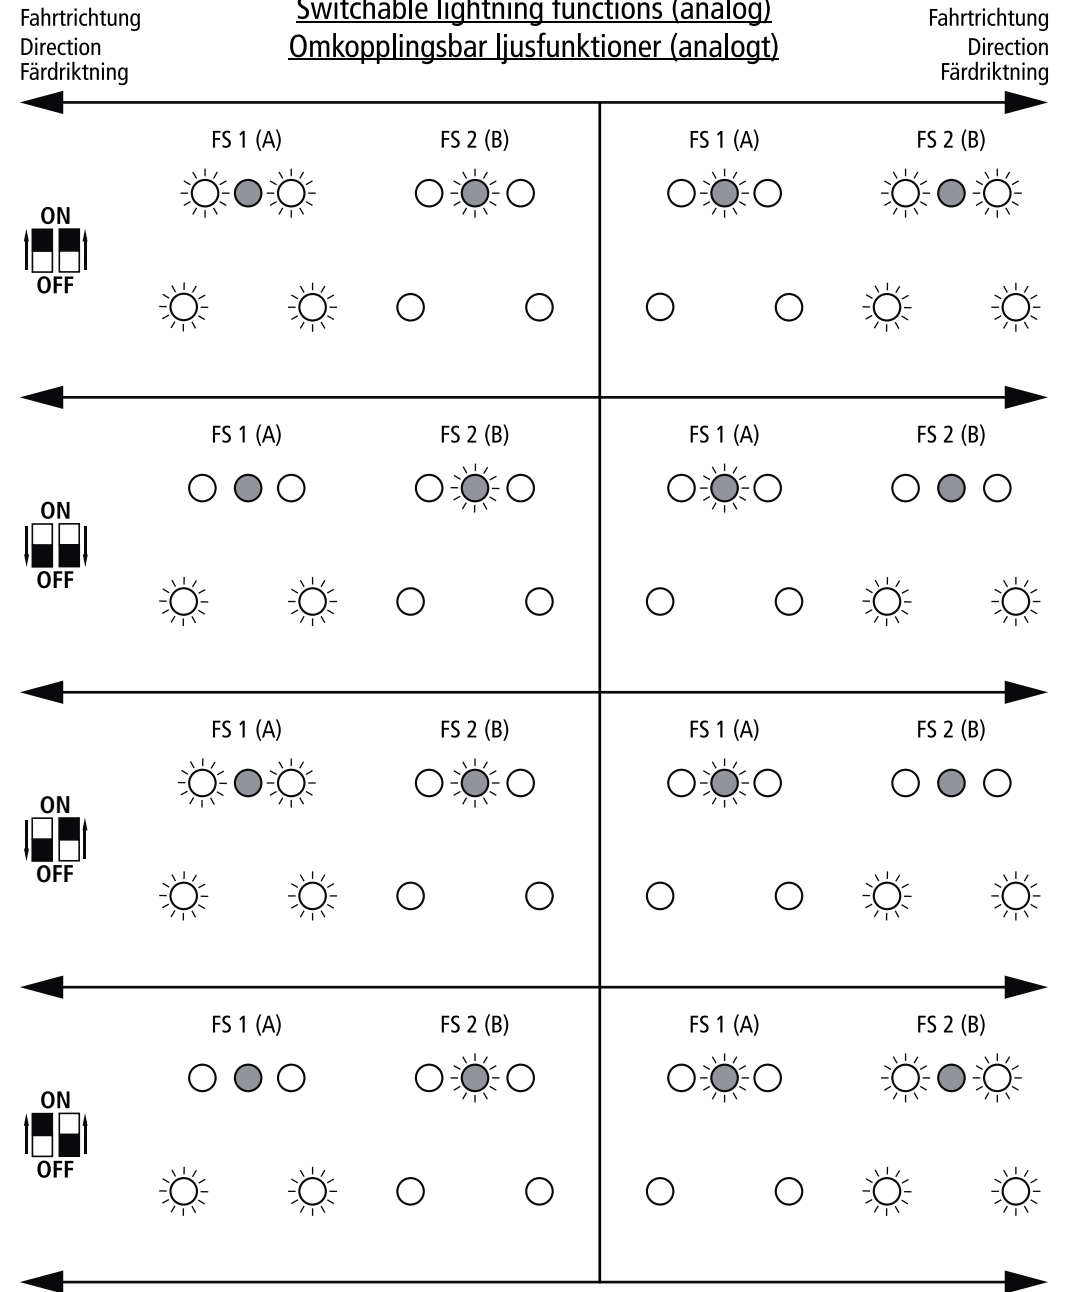 Switchable lightning functions (analog)
Omkopplingsbar ljusfunktioner (analogt)
Fahrtrichtung
Direction
Färdriktning
Fahrtrichtung
Direction
Färdriktning
FS 1 (A) FS 2 (B) FS 1 (A) FS 2 (B)
ON
OFF
FS 1 (A) FS 2 (B) FS 1 (A) FS 2 (B)
ON
OFF
FS 1 (A) FS 2 (B) FS 1 (A) FS 2 (B)
ON
OFF
FS 1 (A) FS 2 (B) FS 1 (A) FS 2 (B)
ON
OFF